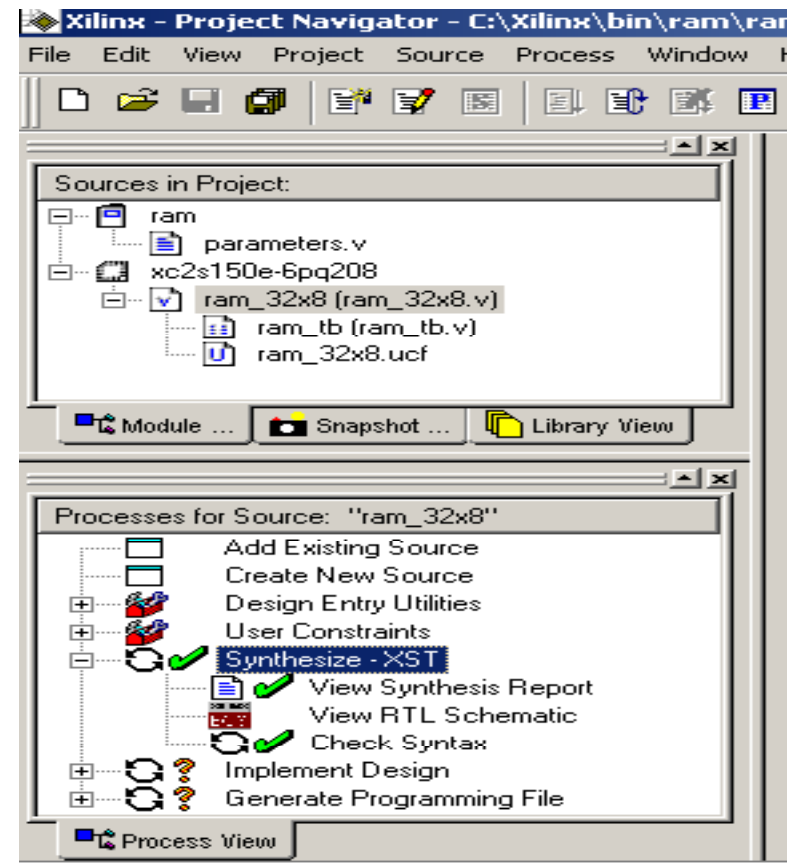 Xilinx - Project Navigator - C:\Xilinx\bin\ram\ra
File Edit View Project Source Process Window
P
Sources in Project:
ram
parameters.v
xc2s150e-6pq208
ram_32x8 (ram_32x8.v)
ram_tb (ram_tb.v)
ram_32x8.ucf
Module ... Snapshot ... Library View
Processes for Source: "ram_32x8"
Add Existing Source
Create New Source
Design Entry Utilities
User Constraints
Synthesize - XST
View Synthesis Report
View RTL Schematic
Check Syntax
Implement Design
Generate Programming File
Process View